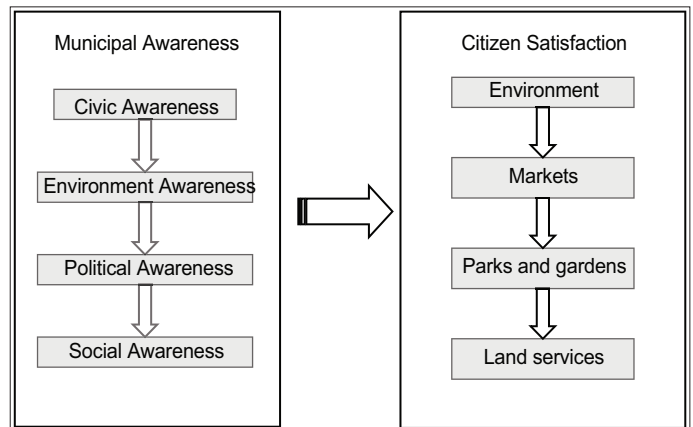 Municipal Awareness
Civic Awareness
Environment Awareness
Political Awareness
Social Awareness
Citizen Satisfaction
Environment
Markets
Parks and gardens
Land services